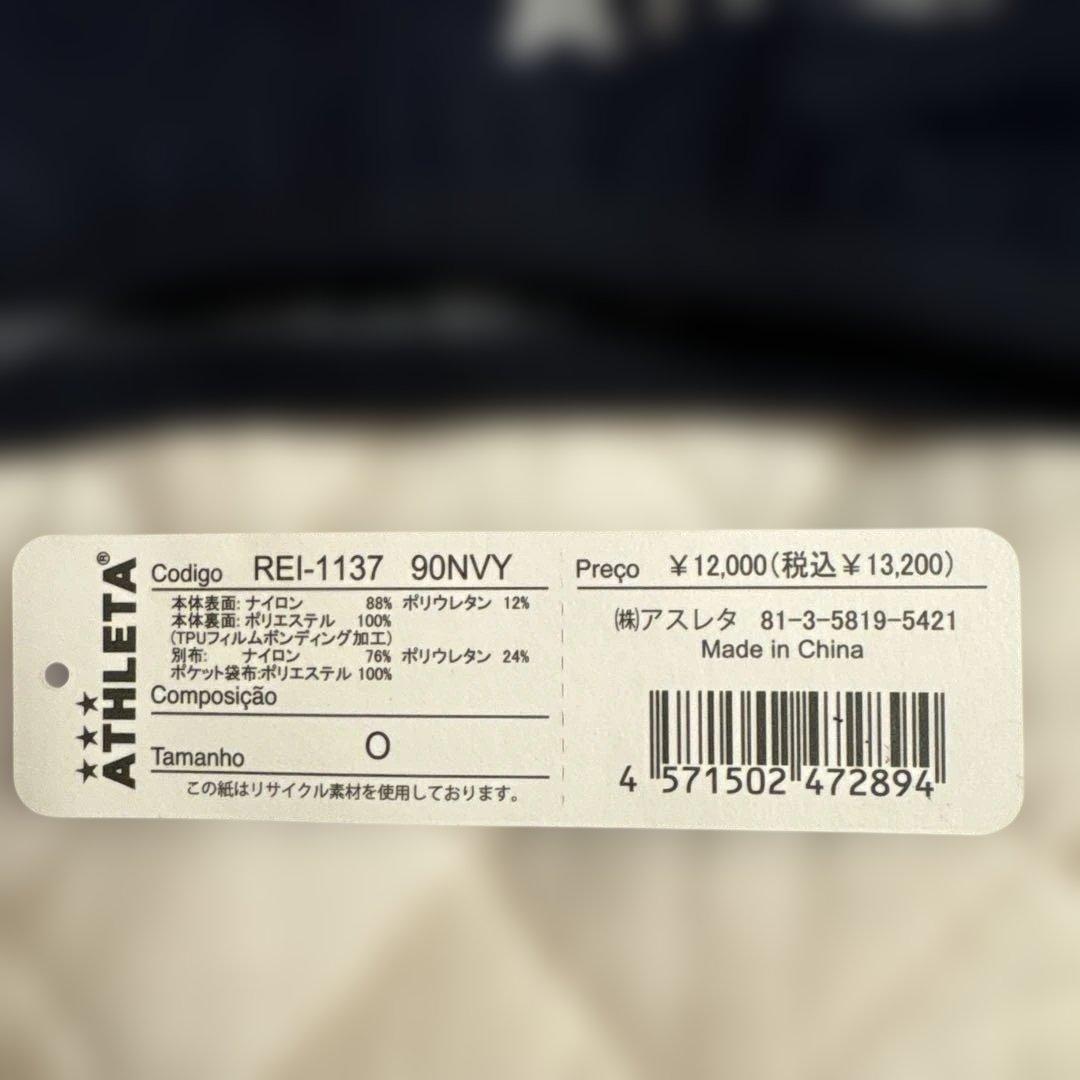 ★★★ATHLETA®
Codigo REI-1137 90NVY
本体表面: ナイロン 88% ポリウレタン 12%
本体裏面: ポリエステル 100%
(TPUフィルムボンディング加工)
別布: ナイロン 76% ポリウレタン 24%
ポケット袋布:ポリエステル 100%
Composição
Tamanho O
この紙はリサイクル素材を使用しております。
Preço ¥12,000(税込¥13,200)
㈱アスレタ 81-3-5819-5421
Made in China
4 571502 472894